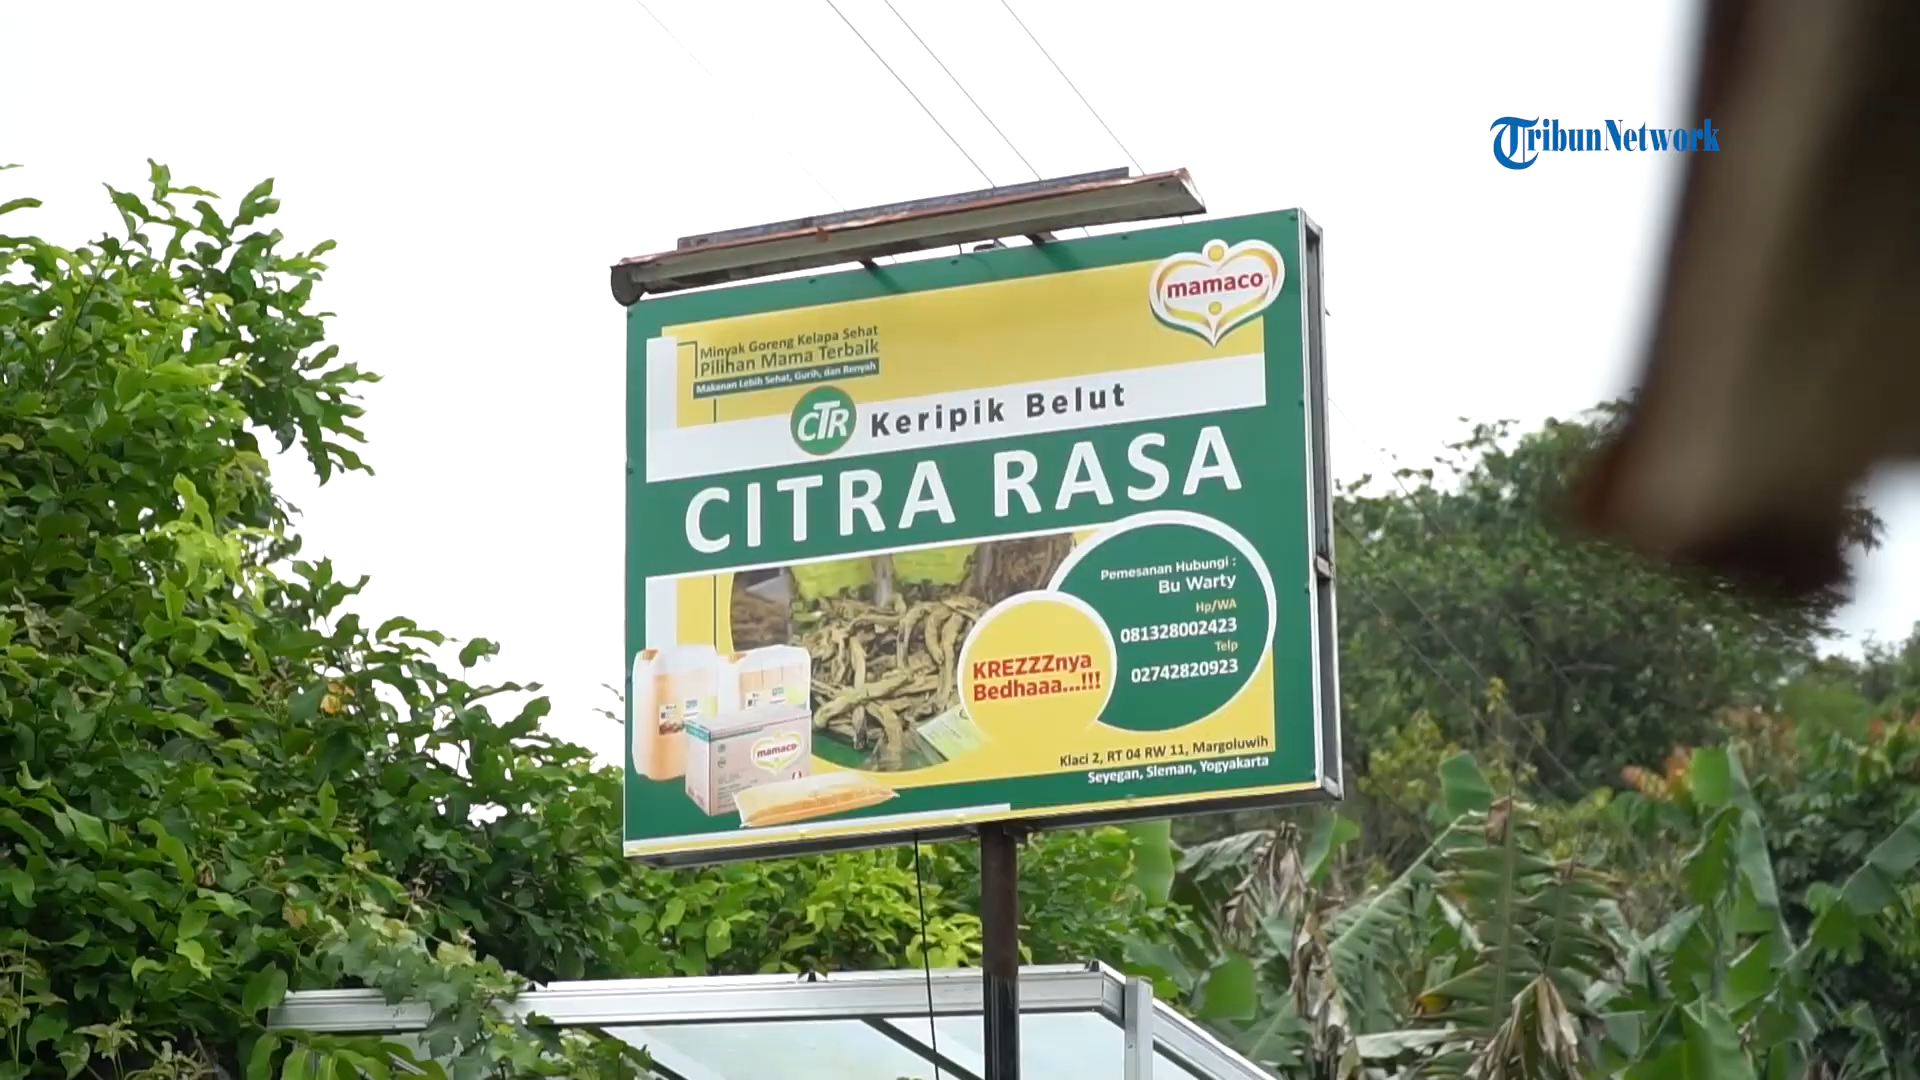 TribunNetwork
mamaco
Minyak Goreng Kelapa Sehat
Pilihan Mama Terbaik
Makanan Lebih Sehat, Gurih, dan Renyah
CTR Keripik Belut
CITRA RASA
Pemesanan Hubungi :
Bu Warty
Hp/WA
081328002423
Telp
02742820923
KREZZZnya
Bedhaaa...!!!
mamaco
Klaci 2, RT 04 RW 11, Margoluwih
Seyegan, Sleman, Yogyakarta